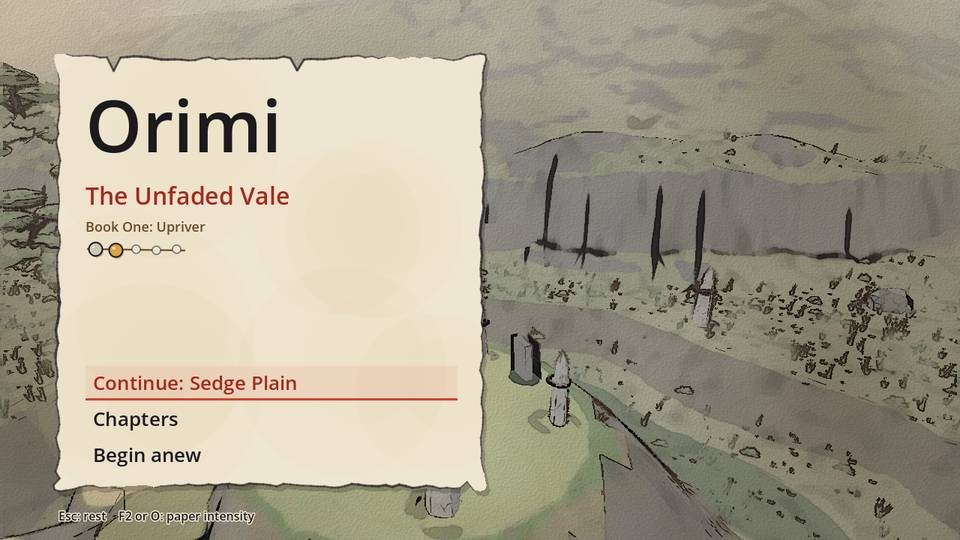 Orimi
The Unfaded Vale
Book One: Upriver
Continue: Sedge Plain
Chapters
Begin anew
Esc: rest · F2 or O: paper intensity